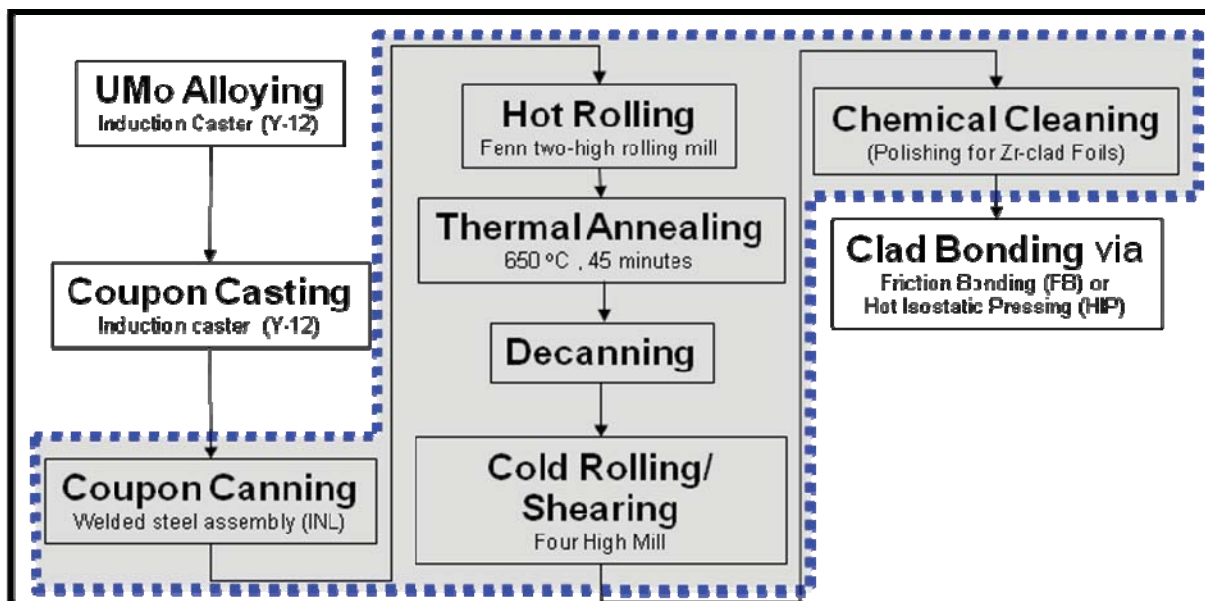 UMo Alloying
Induction Caster (Y-12)
Coupon Casting
Induction caster (Y-12)
Coupon Canning
Welded steel assembly (INL)
Hot Rolling
Fenn two-high rolling mill
Thermal Annealing
650 ºC , 45 minutes
Decanning
Cold Rolling/
Shearing
Four High Mill
Chemical Cleaning
(Polishing for Zr-clad Foils)
Clad Bonding via
Friction Bonding (FB) or
Hot Isostatic Pressing (HIP)